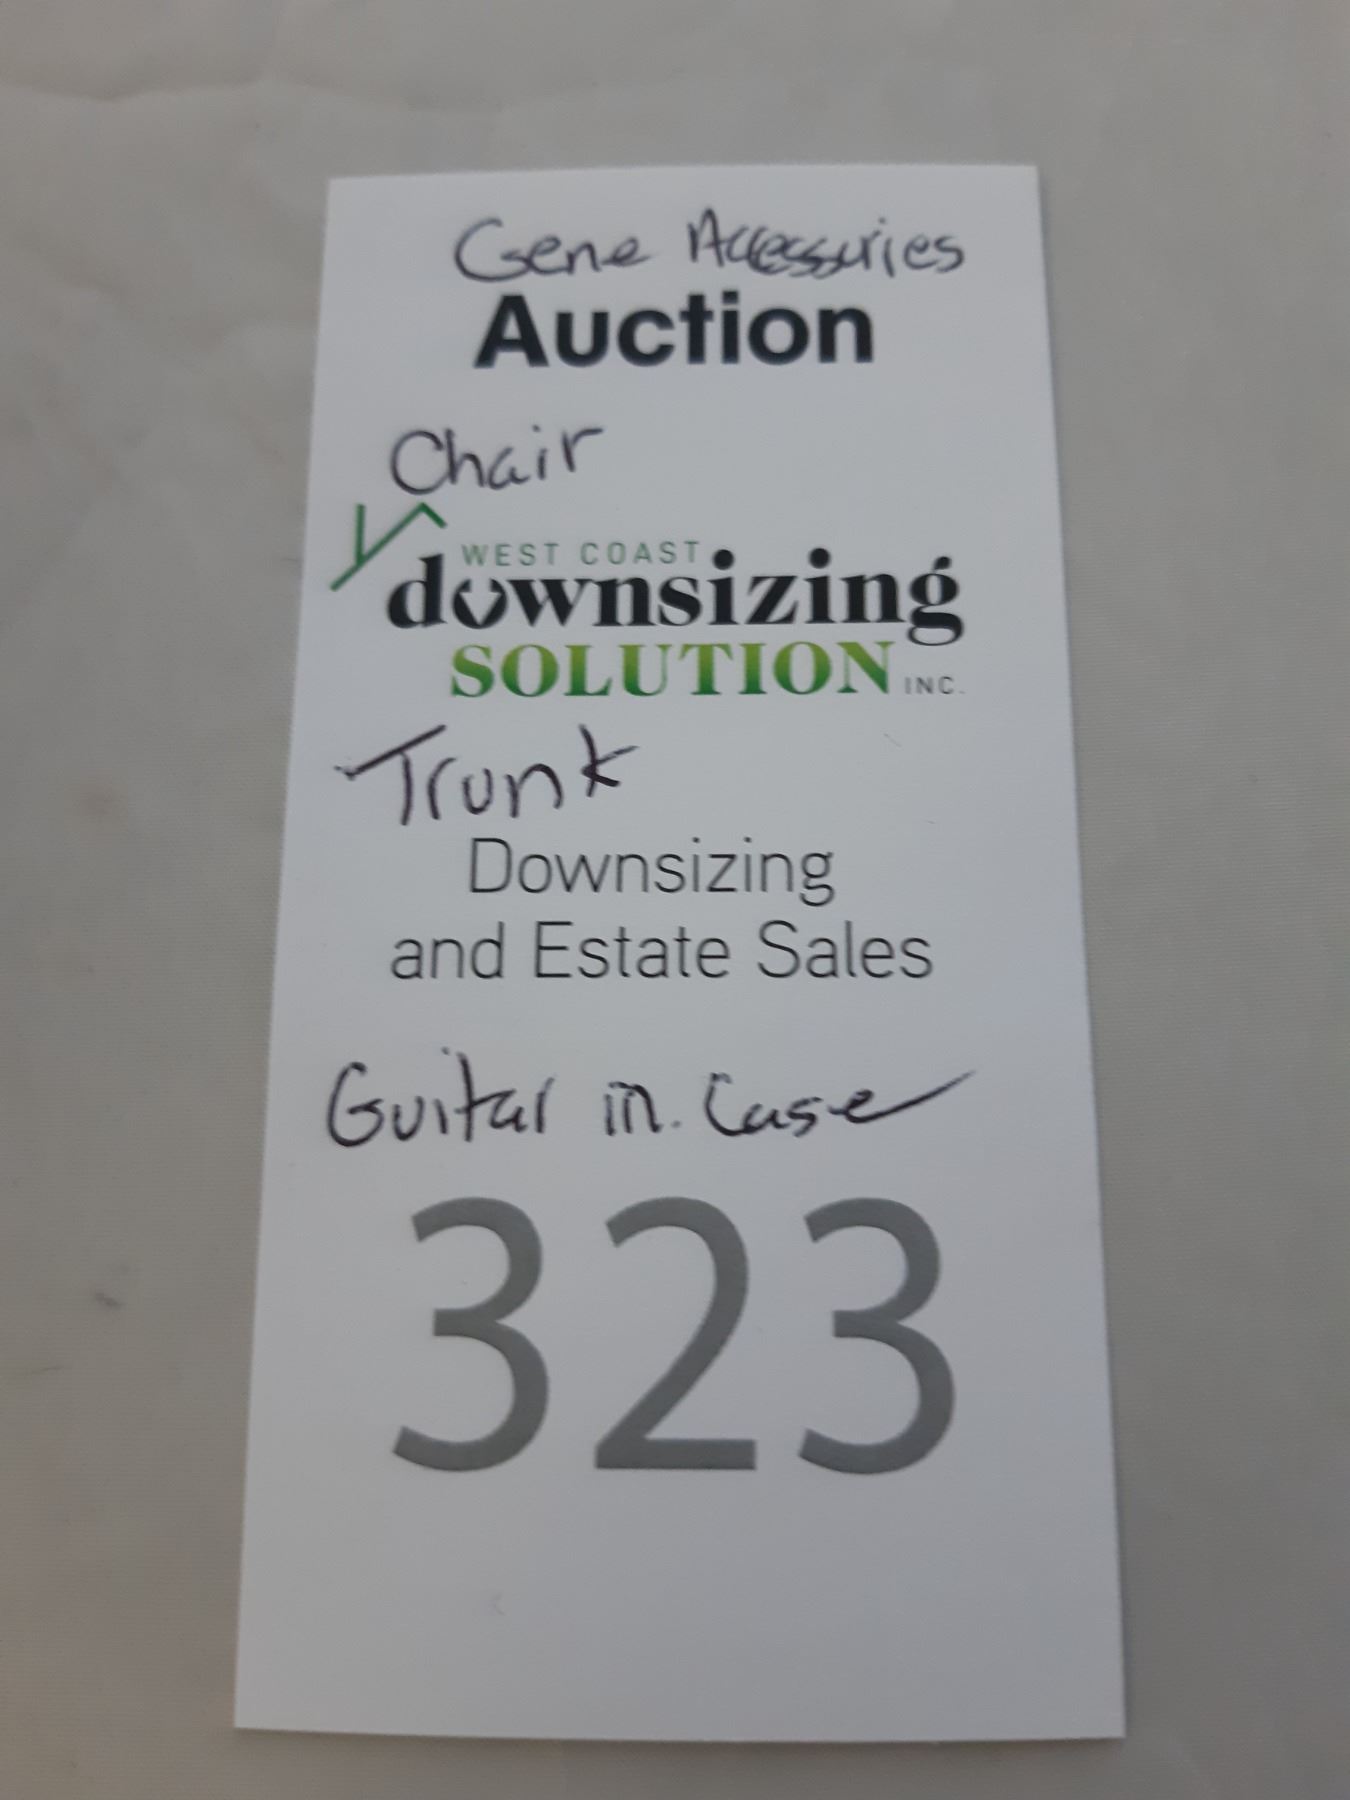 Gene Accessories
Auction
Chair
WEST COAST
downsizing
SOLUTION INC.
Trunk
Downsizing
and Estate Sales
Guitar in. Case
323